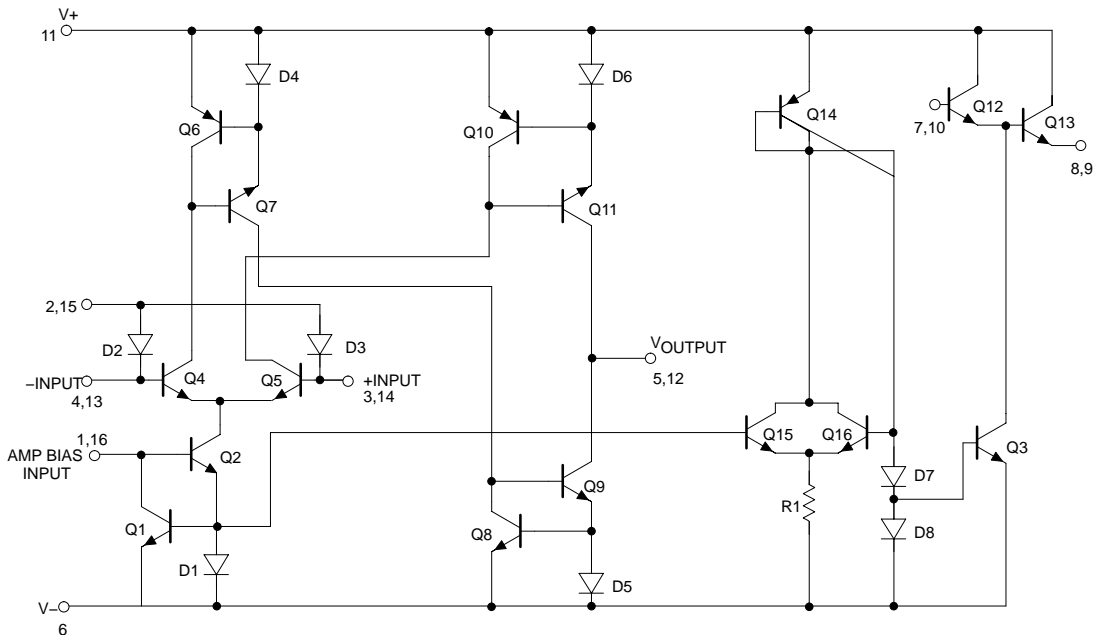 V+
11
D4
D6
Q6
Q10
Q14
Q12
Q13
7,10
8,9
Q7
Q11
2,15
D2
D3
VOUTPUT
5,12
–INPUT
4,13
Q4
Q5
+INPUT
3,14
1,16
AMP BIAS
INPUT
Q2
Q15
Q16
Q3
Q1
Q9
Q8
R1
D7
D8
D1
D5
V–
6